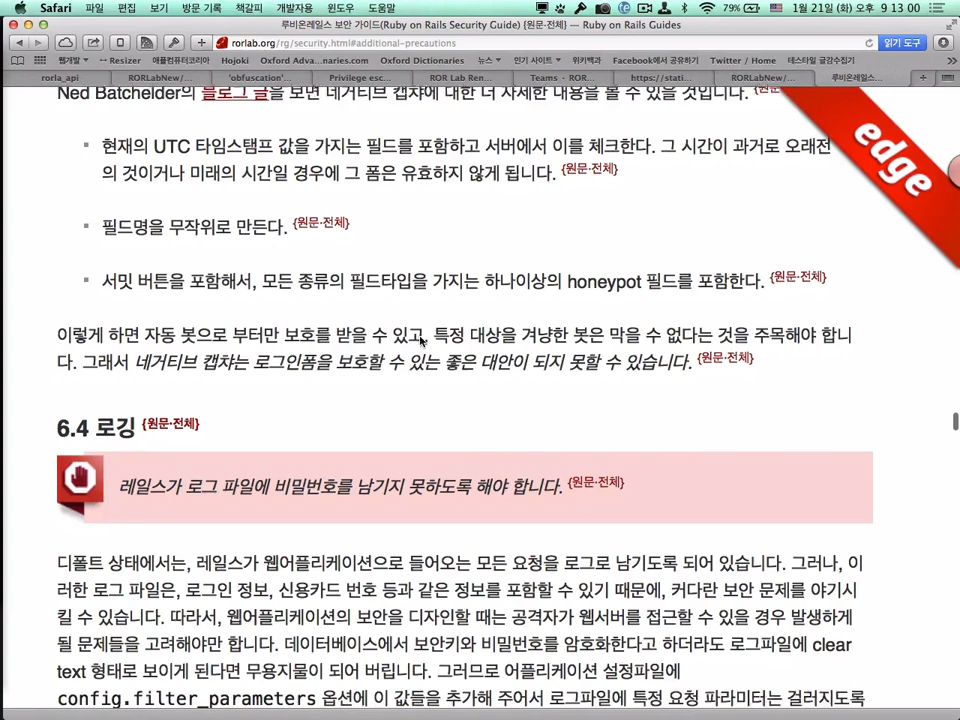 Safari 파일 편집 보기 방문 기록 책갈피 개발자용 윈도우 도움말 79% 1월 21일 (화) 오후 9 13 00
루비온레일스 보안 가이드(Ruby on Rails Security Guide) {원문·전체} — Ruby on Rails Guides
rorlab.org/rg/security.html#additional-precautions 읽기 도구
웹개발 -- Resizer 애플컴퓨터코리아 Hojoki Oxford Adva...naries.com Oxford Dictionaries 뉴스 인기 사이트 위키백과 Facebook에서 공유하기 Twitter / Home 테스타일 글감수집기
rorla_api RORLabNew/... 'obfuscation'... Privilege esc... ROR Lab Ren... Teams · ROR... https://stati... RORLabNew/... 루비온레일스...
Ned Batchelder의 블로그 글을 보면 네거티브 캡챠에 대한 더 자세한 내용을 볼 수 있을 것입니다.
edge
현재의 UTC 타임스탬프 값을 가지는 필드를 포함하고 서버에서 이를 체크한다. 그 시간이 과거로 오래전
의 것이거나 미래의 시간일 경우에 그 폼은 유효하지 않게 됩니다. {원문·전체}
필드명을 무작위로 만든다. {원문·전체}
서밋 버튼을 포함해서, 모든 종류의 필드타입을 가지는 하나이상의 honeypot 필드를 포함한다. {원문·전체}
이렇게 하면 자동 봇으로 부터만 보호를 받을 수 있고, 특정 대상을 겨냥한 봇은 막을 수 없다는 것을 주목해야 합니
다. 그래서 네거티브 캡챠는 로그인폼을 보호할 수 있는 좋은 대안이 되지 못할 수 있습니다. {원문·전체}
6.4 로깅 {원문·전체}
레일스가 로그 파일에 비밀번호를 남기지 못하도록 해야 합니다. {원문·전체}
디폴트 상태에서는, 레일스가 웹어플리케이션으로 들어오는 모든 요청을 로그로 남기도록 되어 있습니다. 그러나, 이
러한 로그 파일은, 로그인 정보, 신용카드 번호 등과 같은 정보를 포함할 수 있기 때문에, 커다란 보안 문제를 야기시
킬 수 있습니다. 따라서, 웹어플리케이션의 보안을 디자인할 때는 공격자가 웹서버를 접근할 수 있을 경우 발생하게
될 문제들을 고려해야만 합니다. 데이터베이스에서 보안키와 비밀번호를 암호화한다고 하더라도 로그파일에 clear
text 형태로 보이게 된다면 무용지물이 되어 버립니다. 그러므로 어플리케이션 설정파일에
config.filter_parameters 옵션에 이 값들을 추가해 주어서 로그파일에 특정 요청 파라미터는 걸러지도록